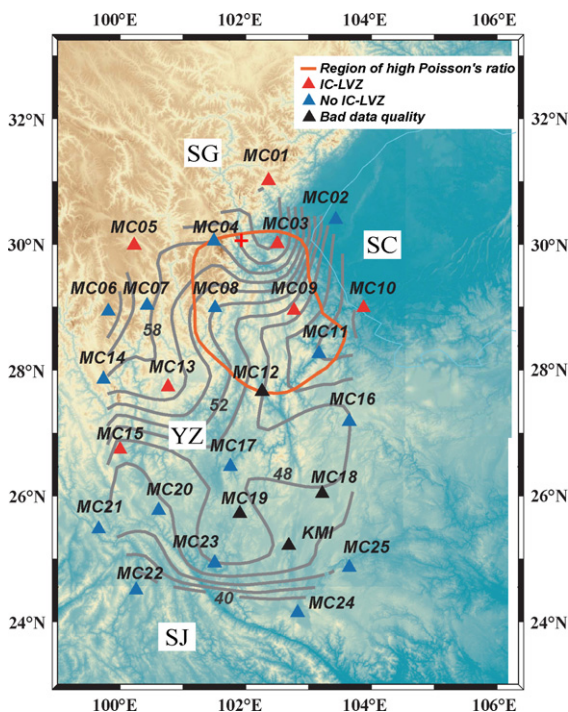 100°E 102°E 104°E 106°E
Region of high Poisson's ratio
IC-LVZ
No IC-LVZ
Bad data quality
32°N 32°N
SG
MC01
MC02
MC05 MC04 MC03
SC
30°N 30°N
MC06 MC07 MC08 MC09 MC10
58
MC11
MC14 MC13 MC12
28°N 28°N
52
MC16
MC15 YZ MC17
48 MC18
26°N 26°N
MC21 MC20 MC19
KMI
MC23 MC25
MC22
40 MC24
24°N 24°N
SJ
100°E 102°E 104°E 106°E